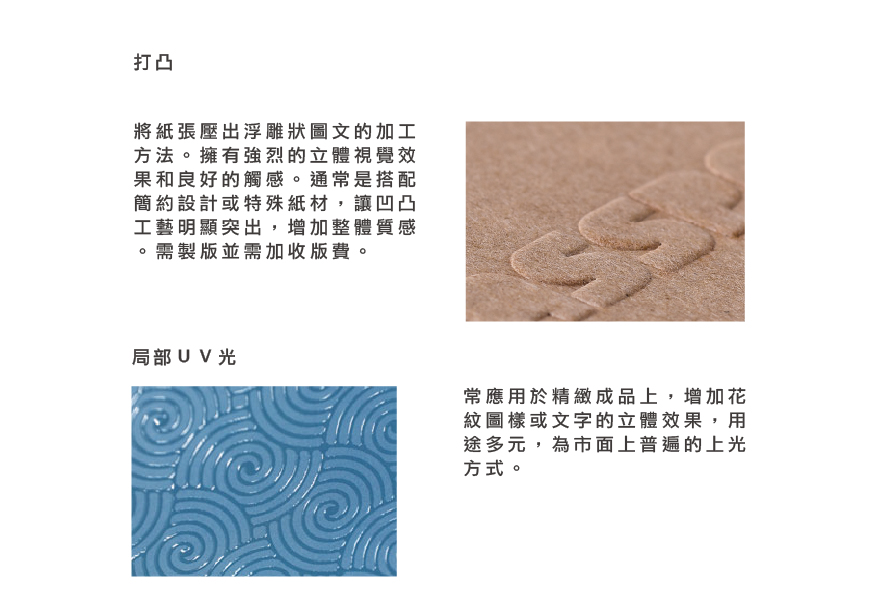 打凸
將紙張壓出浮雕狀圖文的加工
方法。擁有強烈的立體視覺效
果和良好的觸感。通常是搭配
簡約設計或特殊紙材，讓凹凸
工藝明顯突出，增加整體質感
。需製版並需加收版費。
局部ＵＶ光
常應用於精緻成品上，增加花
紋圖樣或文字的立體效果，用
途多元，為市面上普遍的上光
方式。